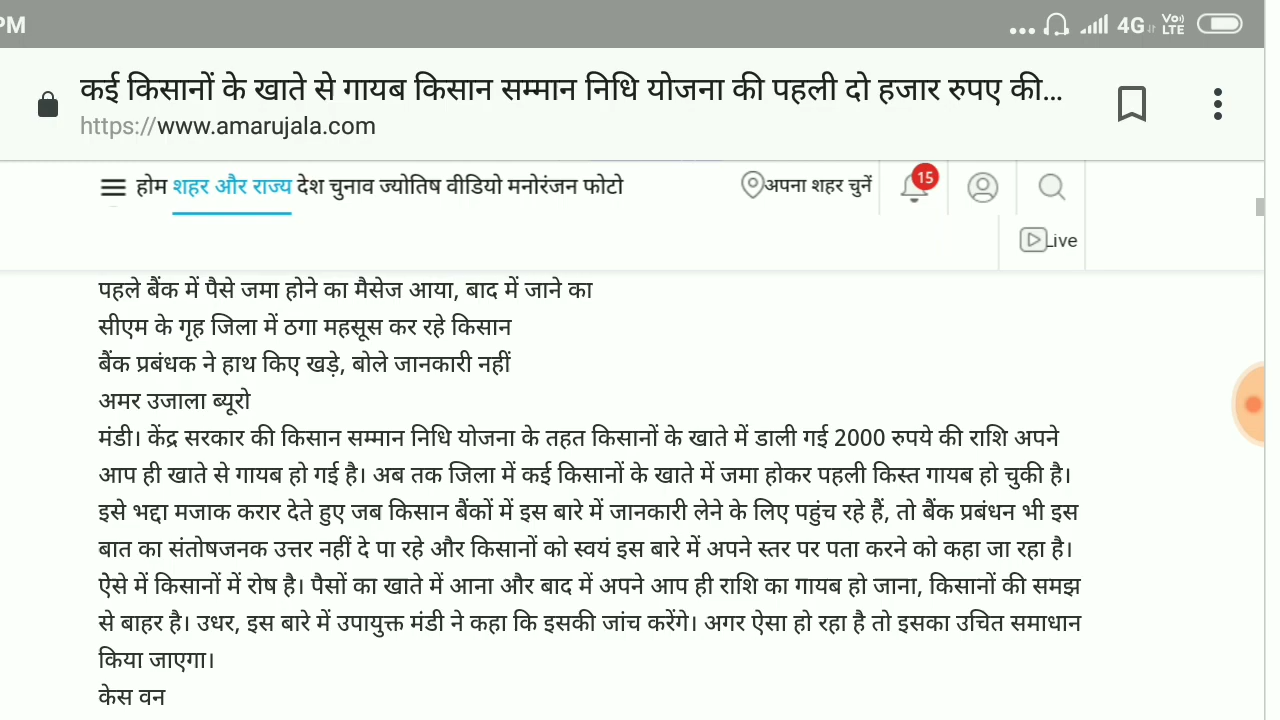 PM
... 4G Vo)) LTE
कई किसानों के खाते से गायब किसान सम्मान निधि योजना की पहली दो हजार रुपए की...
https://www.amarujala.com
होम शहर और राज्य देश चुनाव ज्योतिष वीडियो मनोरंजन फोटो अपना शहर चुनें 15
Live
पहले बैंक में पैसे जमा होने का मैसेज आया, बाद में जाने का
सीएम के गृह जिला में ठगा महसूस कर रहे किसान
बैंक प्रबंधक ने हाथ किए खड़े, बोले जानकारी नहीं
अमर उजाला ब्यूरो
मंडी। केंद्र सरकार की किसान सम्मान निधि योजना के तहत किसानों के खाते में डाली गई 2000 रुपये की राशि अपने
आप ही खाते से गायब हो गई है। अब तक जिला में कई किसानों के खाते में जमा होकर पहली किस्त गायब हो चुकी है।
इसे भद्दा मजाक करार देते हुए जब किसान बैंकों में इस बारे में जानकारी लेने के लिए पहुंच रहे हैं, तो बैंक प्रबंधन भी इस
बात का संतोषजनक उत्तर नहीं दे पा रहे और किसानों को स्वयं इस बारे में अपने स्तर पर पता करने को कहा जा रहा है।
ऐसे में किसानों में रोष है। पैसों का खाते में आना और बाद में अपने आप ही राशि का गायब हो जाना, किसानों की समझ
से बाहर है। उधर, इस बारे में उपायुक्त मंडी ने कहा कि इसकी जांच करेंगे। अगर ऐसा हो रहा है तो इसका उचित समाधान
किया जाएगा।
केस वन